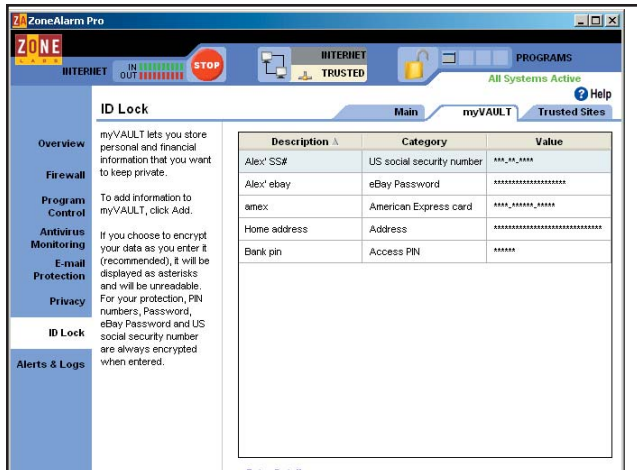 ZA ZoneAlarm Pro
ZONE
LABS
INTERNET
IN
OUT
STOP
INTERNET
TRUSTED
PROGRAMS
All Systems Active
? Help
ID Lock
Main
myVAULT
Trusted Sites
Overview
Firewall
Program
Control
Antivirus
Monitoring
E-mail
Protection
Privacy
ID Lock
Alerts & Logs
myVAULT lets you store
personal and financial
information that you want
to keep private.
To add information to
myVAULT, click Add.
If you choose to encrypt
your data as you enter it
(recommended), it will be
displayed as asterisks
and will be unreadable.
For your protection, PIN
numbers, Password,
eBay Password and US
social security number
are always encrypted
when entered.
Description Category Value
Alex' SS# US social security number ***-**-****
Alex' ebay eBay Password ********************
amex American Express card ****-******-*****
Home address Address ******************************
Bank pin Access PIN ******